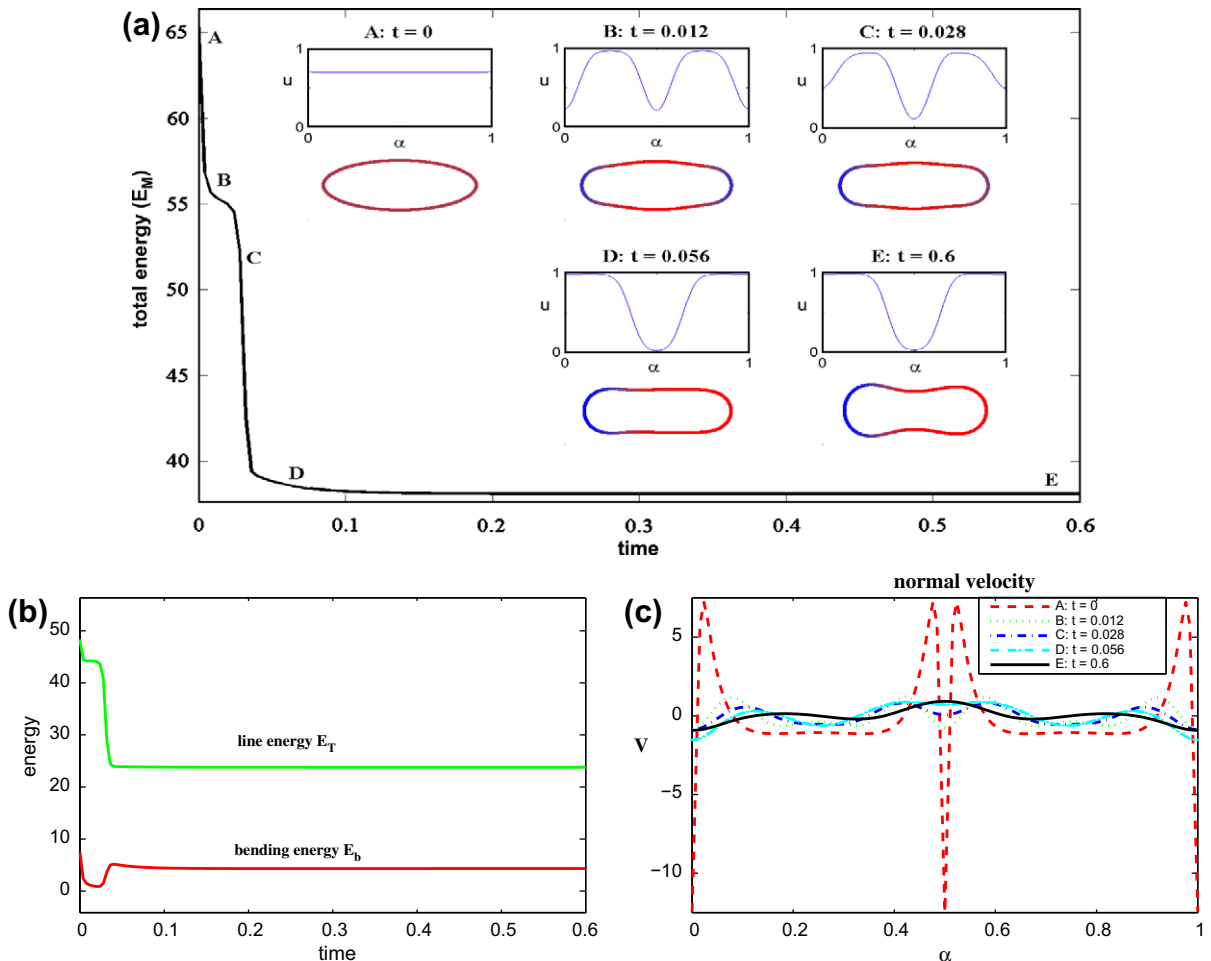 (a)
total energy (E_M)
65
60
55
50
45
40
0
0.1
0.2
0.3
0.4
0.5
0.6
time
A
B
C
D
E
A: t = 0
1
u
0
0
α
1
B: t = 0.012
1
u
0
0
α
1
C: t = 0.028
1
u
0
0
α
1
D: t = 0.056
1
u
0
0
α
1
E: t = 0.6
1
u
0
0
α
1
(b)
energy
50
40
30
20
10
0
line energy E_T
bending energy E_b
0
0.1
0.2
0.3
0.4
0.5
0.6
time
(c)
normal velocity
A: t = 0
B: t = 0.012
C: t = 0.028
D: t = 0.056
E: t = 0.6
V
5
0
−5
−10
0
0.2
0.4
0.6
0.8
1
α